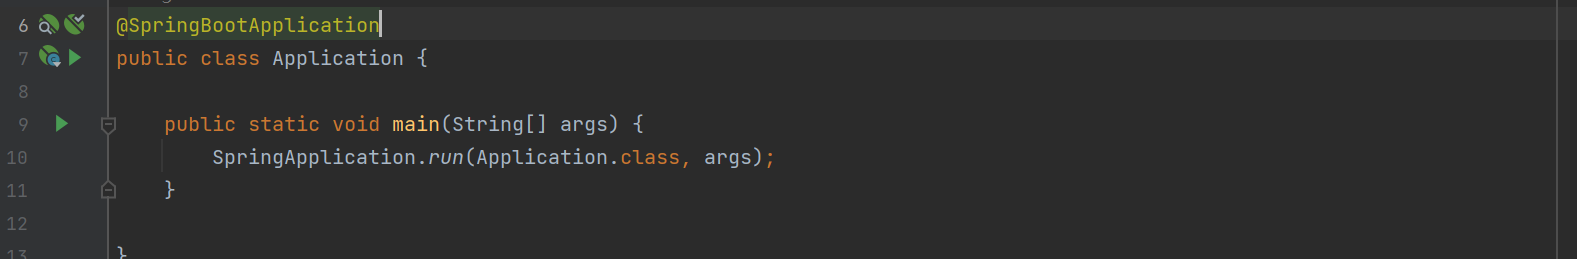 6 @SpringBootApplication
7 public class Application {
8
9 public static void main(String[] args) {
10 SpringApplication.run(Application.class, args);
11 }
12
13 }